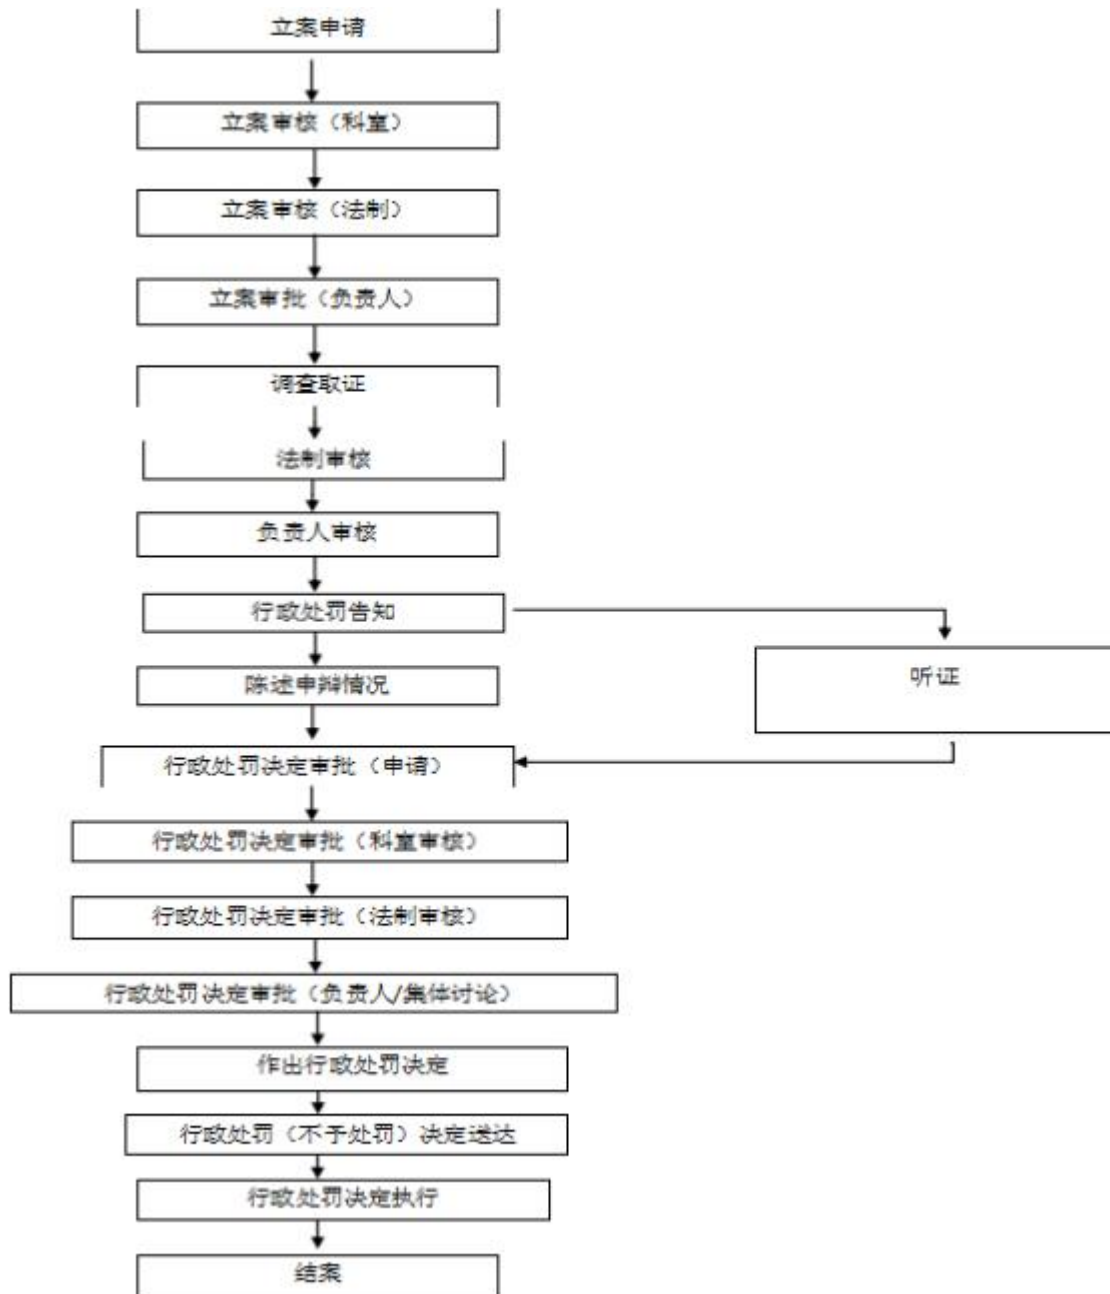 立案申请
立案审核（科室）
立案审核（法制）
立案审批（负责人）
调查取证
法制审核
负责人审核
行政处罚告知
陈述申辩情况
听证
行政处罚决定审批（申请）
行政处罚决定审批（科室审核）
行政处罚决定审批（法制审核）
行政处罚决定审批（负责人/集体讨论）
作出行政处罚决定
行政处罚（不予处罚）决定送达
行政处罚决定执行
结案